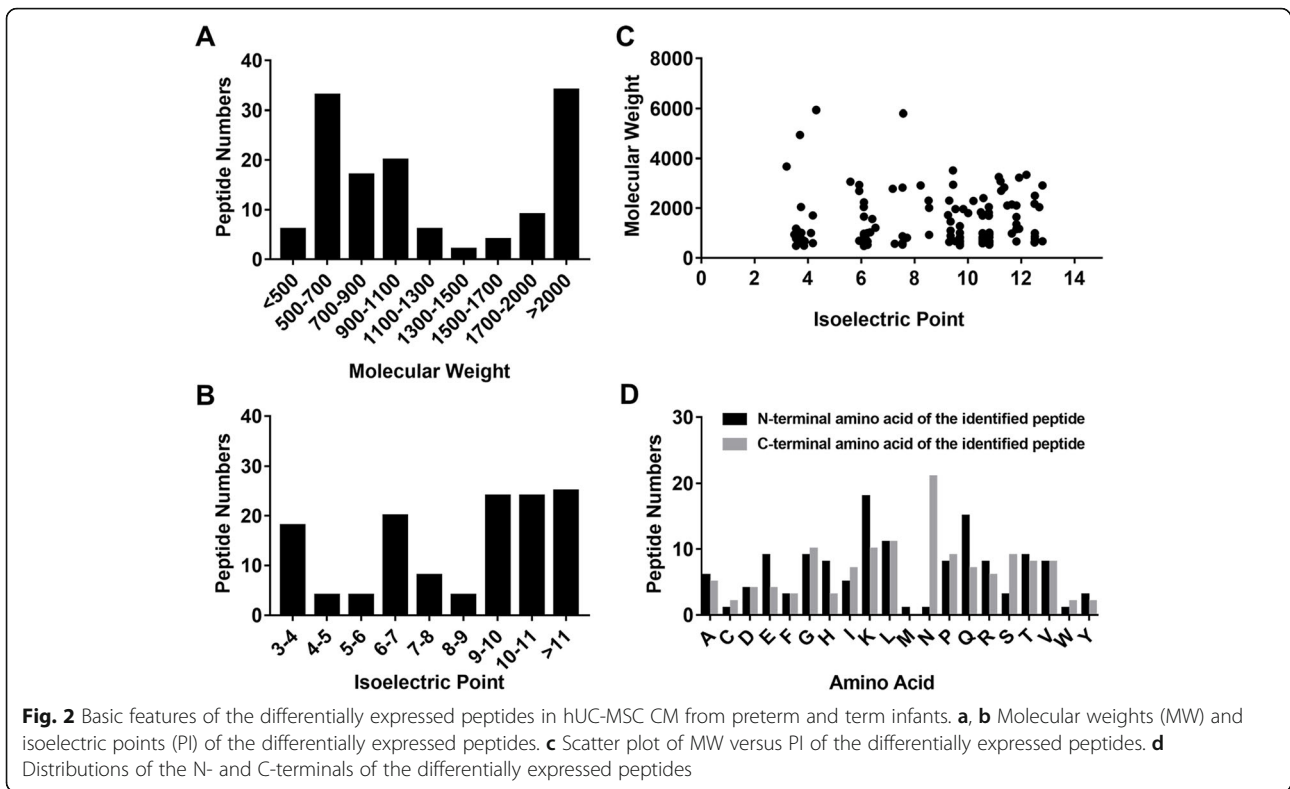 A
Peptide Numbers
40
30
20
10
0
<500
500-700
700-900
900-1100
1100-1300
1300-1500
1500-1700
1700-2000
>2000
Molecular Weight
C
Molecular Weight
8000
6000
4000
2000
0
0 2 4 6 8 10 12 14
Isoelectric Point
B
Peptide Numbers
40
30
20
10
0
3-4
4-5
5-6
6-7
7-8
8-9
9-10
10-11
>11
Isoelectric Point
D
Peptide Numbers
30
20
10
0
N-terminal amino acid of the identified peptide
C-terminal amino acid of the identified peptide
A C D E F G H I K L M N P Q R S T V W Y
Amino Acid
Fig. 2 Basic features of the differentially expressed peptides in hUC-MSC CM from preterm and term infants. a, b Molecular weights (MW) and
isoelectric points (PI) of the differentially expressed peptides. c Scatter plot of MW versus PI of the differentially expressed peptides. d
Distributions of the N- and C-terminals of the differentially expressed peptides